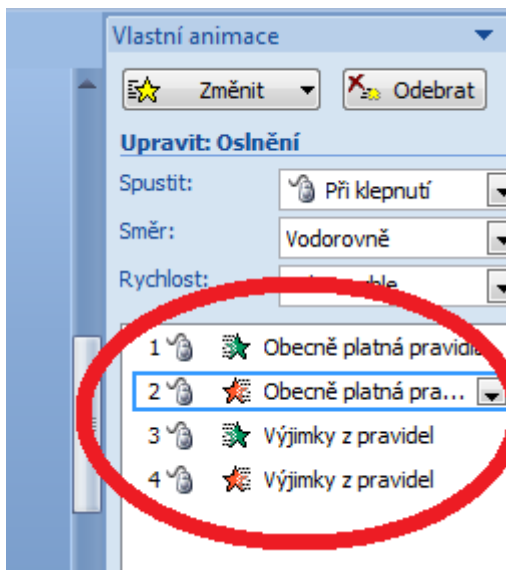 Vlastní animace
Změnit
Odebrat
Upravit: Oslnění
Spustit:
Při klepnutí
Směr:
Vodorovně
Rychlost:
1 Obecně platná pravidla
2 Obecně platná pra...
3 Výjimky z pravidel
4 Výjimky z pravidel